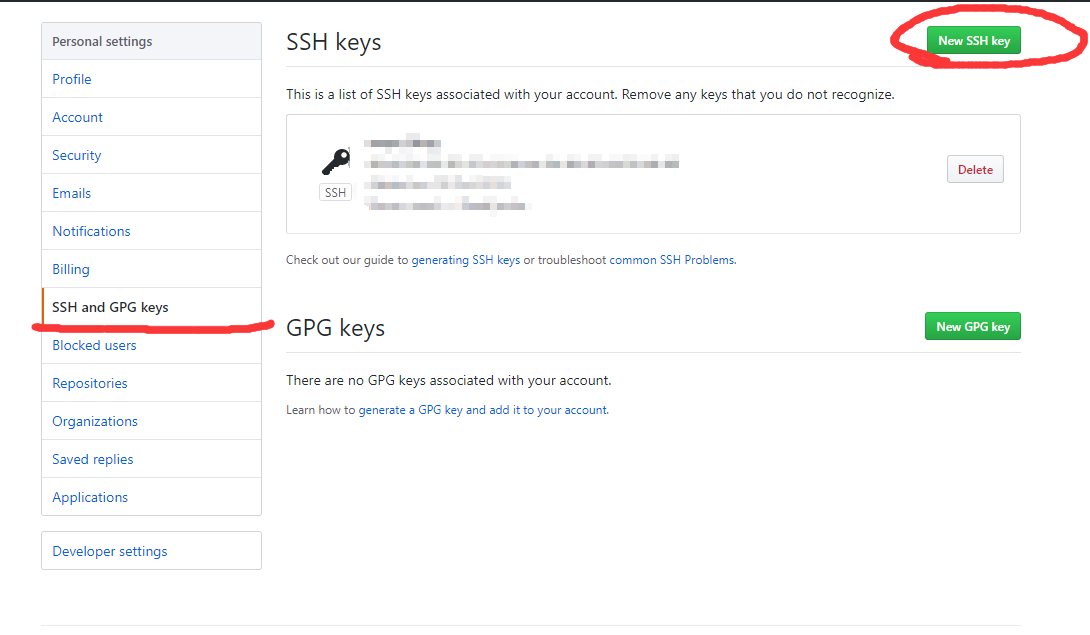 Personal settings
Profile
Account
Security
Emails
Notifications
Billing
SSH and GPG keys
Blocked users
Repositories
Organizations
Saved replies
Applications
Developer settings
SSH keys
New SSH key
This is a list of SSH keys associated with your account. Remove any keys that you do not recognize.
SSH
Delete
Check out our guide to generating SSH keys or troubleshoot common SSH Problems.
GPG keys
New GPG key
There are no GPG keys associated with your account.
Learn how to generate a GPG key and add it to your account.